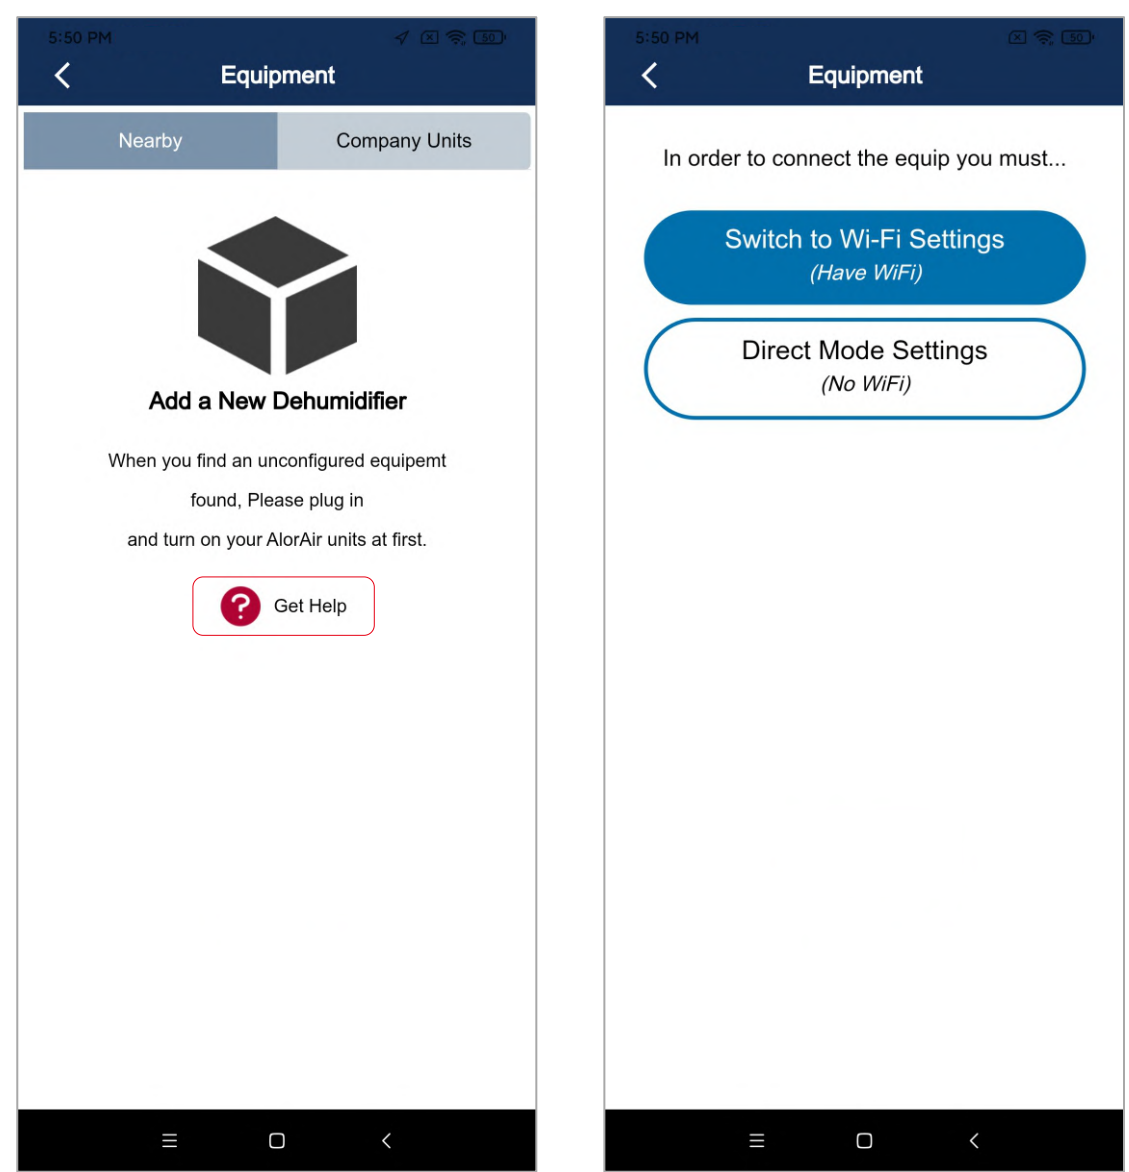 5:50 PM
50
Equipment
Nearby
Company Units
Add a New Dehumidifier
When you find an unconfigured equipemt
found, Please plug in
and turn on your AlorAir units at first.
? Get Help
5:50 PM
50
Equipment
In order to connect the equip you must...
Switch to Wi-Fi Settings
(Have WiFi)
Direct Mode Settings
(No WiFi)